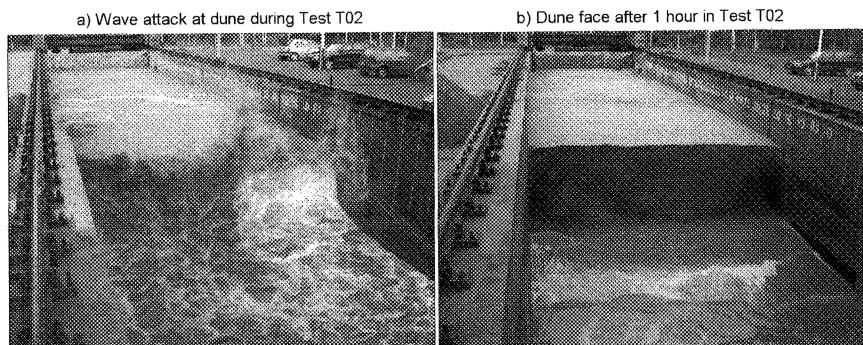 a) Wave attack at dune during Test T02
b) Dune face after 1 hour in Test T02